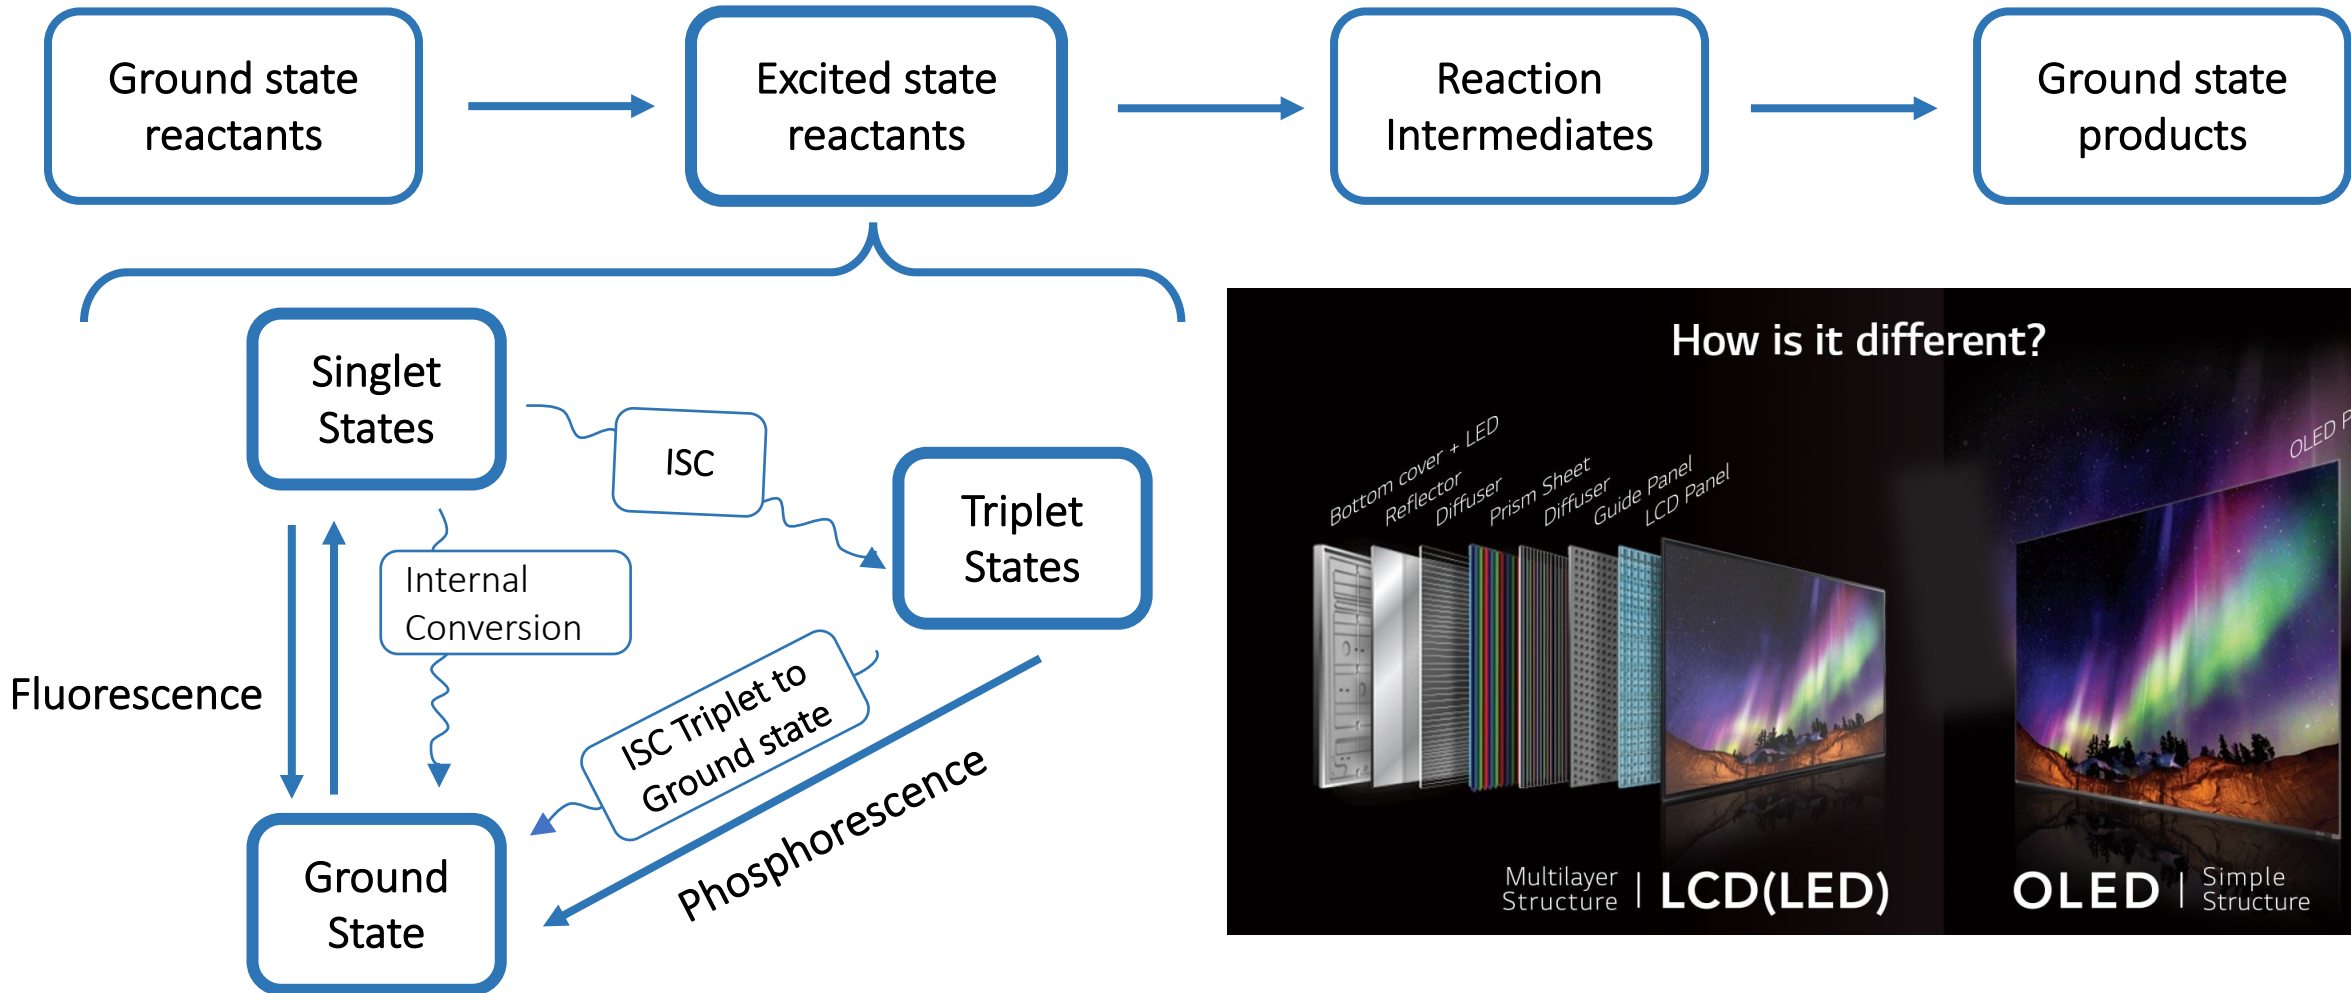 Ground state
reactants
Excited state
reactants
Reaction
Intermediates
Ground state
products
Singlet
States
ISC
Triplet
States
Internal
Conversion
Fluorescence
ISC Triplet to
Ground state
Phosphorescence
Ground
State
How is it different?
Bottom cover + LED
Reflector
Diffuser
Prism Sheet
Diffuser
Guide Panel
LCD Panel
OLED P
Multilayer
Structure
LCD(LED)
OLED
Simple
Structure